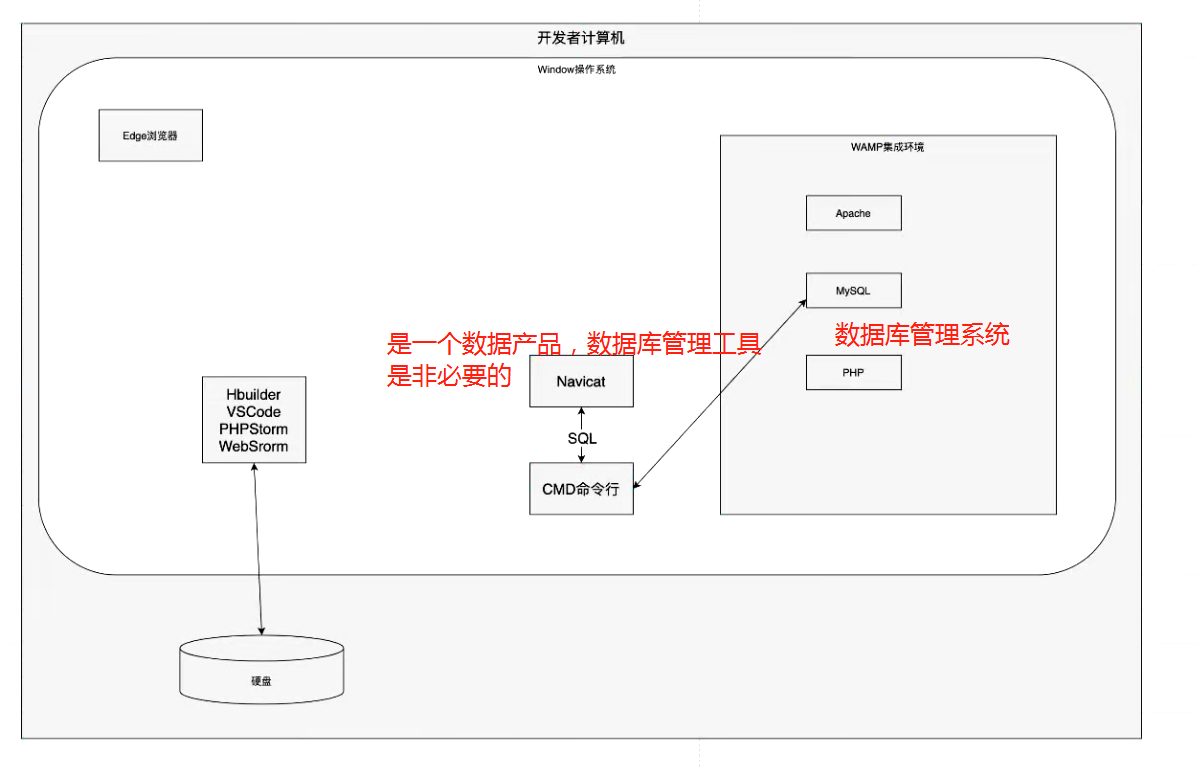 开发者计算机
Window操作系统
Edge浏览器
WAMP集成环境
Apache
MySQL
是一个数据产品，数据库管理工具
是非必要的
数据库管理系统
PHP
Navicat
Hbuilder
VSCode
PHPStorm
WebSrorm
SQL
CMD命令行
硬盘